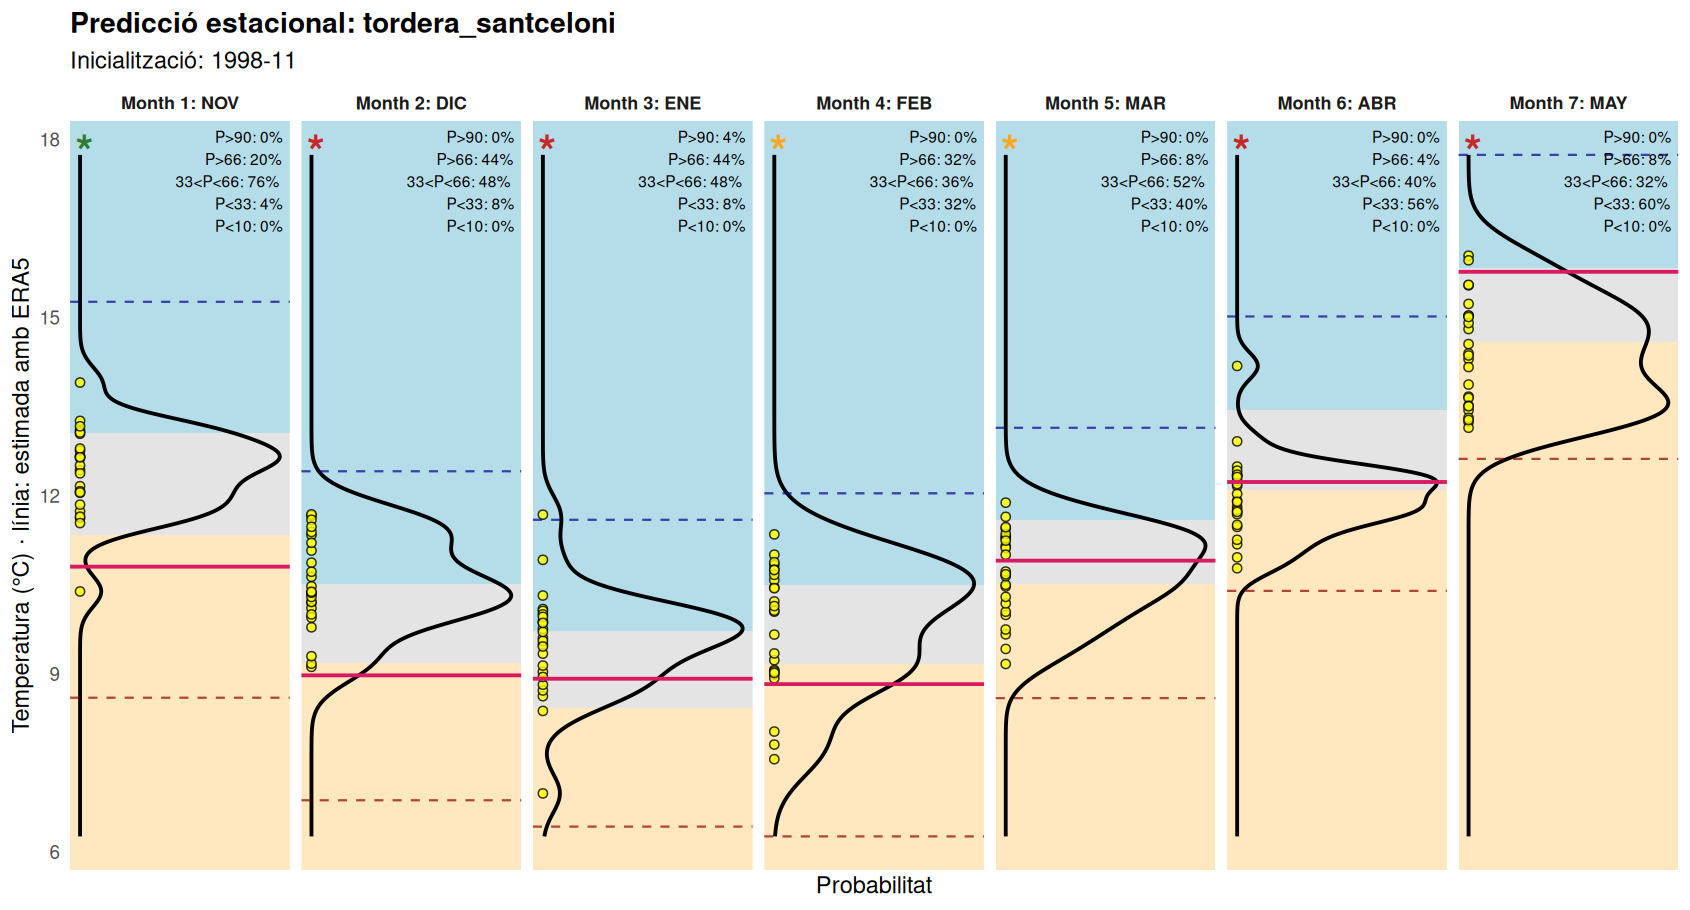 Predicció estacional: tordera_santceloni
Inicialització: 1998-11
Month 1: NOV
Month 2: DIC
Month 3: ENE
Month 4: FEB
Month 5: MAR
Month 6: ABR
Month 7: MAY
P>90: 0%
P>66: 20%
33<P<66: 76%
P<33: 4%
P<10: 0%
P>90: 0%
P>66: 44%
33<P<66: 48%
P<33: 8%
P<10: 0%
P>90: 4%
P>66: 44%
33<P<66: 48%
P<33: 8%
P<10: 0%
P>90: 0%
P>66: 32%
33<P<66: 36%
P<33: 32%
P<10: 0%
P>90: 0%
P>66: 8%
33<P<66: 52%
P<33: 40%
P<10: 0%
P>90: 0%
P>66: 4%
33<P<66: 40%
P<33: 56%
P<10: 0%
P>90: 0%
P>66: 8%
33<P<66: 32%
P<33: 60%
P<10: 0%
18
15
12
9
6
Temperatura (°C) · línia: estimada amb ERA5
Probabilitat